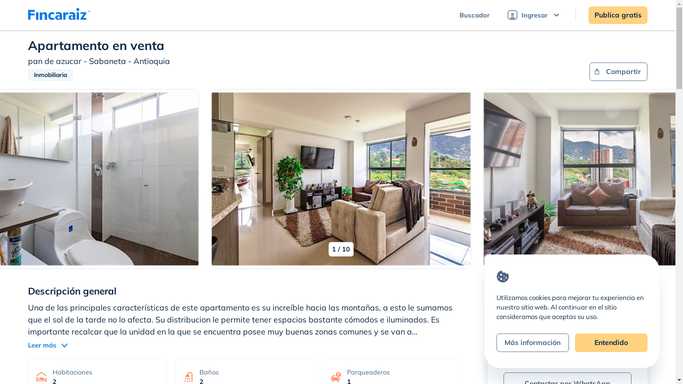 Fincaraiz
Buscador
Ingresar
Publica gratis
Apartamento en venta
pan de azucar - Sabaneta - Antioquia
Inmobiliaria
Compartir
1 / 10
Descripción general
Una de las principales características de este apartamento es su increíble hacia las montañas, a esto le sumamos
que el sol de la tarde no lo afecta. Su distribucion le permite tener espacios bastante cómodos e iluminados. Es
importante recalcar que la unidad en la que se encuentra posee muy buenas zonas comunes y se van a...
Leer más
Habitaciones
2
Baños
2
Parqueaderos
1
Utilizamos cookies para mejorar tu experiencia en
nuestro sitio web. Al continuar en el sitio
consideramos que aceptas su uso.
Más información
Entendido
Contactar por WhatsApp